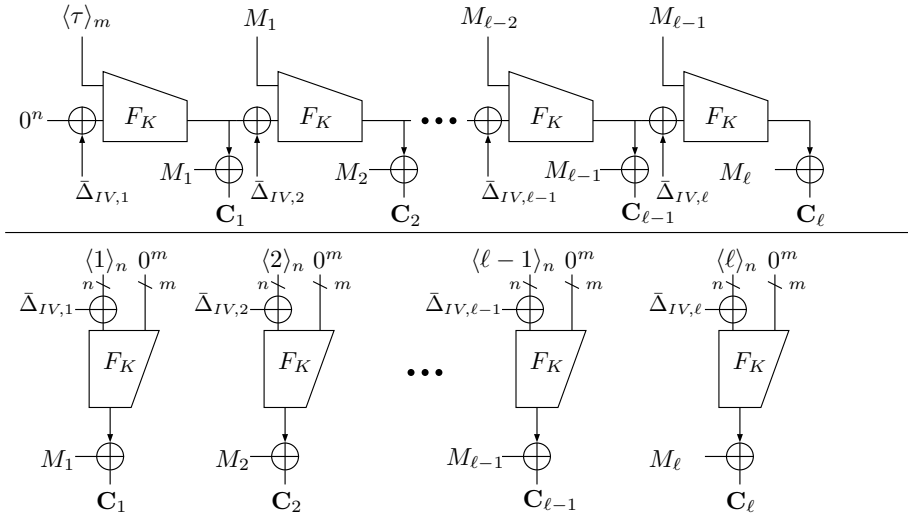 ⟨τ⟩_m M_1 M_{ℓ−2} M_{ℓ−1}
0^n F_K F_K ••• F_K F_K
M_1 M_2 M_{ℓ−1} M_ℓ
Δ̄_{IV,1} Δ̄_{IV,2} Δ̄_{IV,ℓ−1} Δ̄_{IV,ℓ}
C_1 C_2 C_{ℓ−1} C_ℓ
⟨1⟩_n 0^m ⟨2⟩_n 0^m ⟨ℓ − 1⟩_n 0^m ⟨ℓ⟩_n 0^m
n m n m n m n m
Δ̄_{IV,1} Δ̄_{IV,2} Δ̄_{IV,ℓ−1} Δ̄_{IV,ℓ}
F_K F_K ••• F_K F_K
M_1 M_2 M_{ℓ−1} M_ℓ
C_1 C_2 C_{ℓ−1} C_ℓ